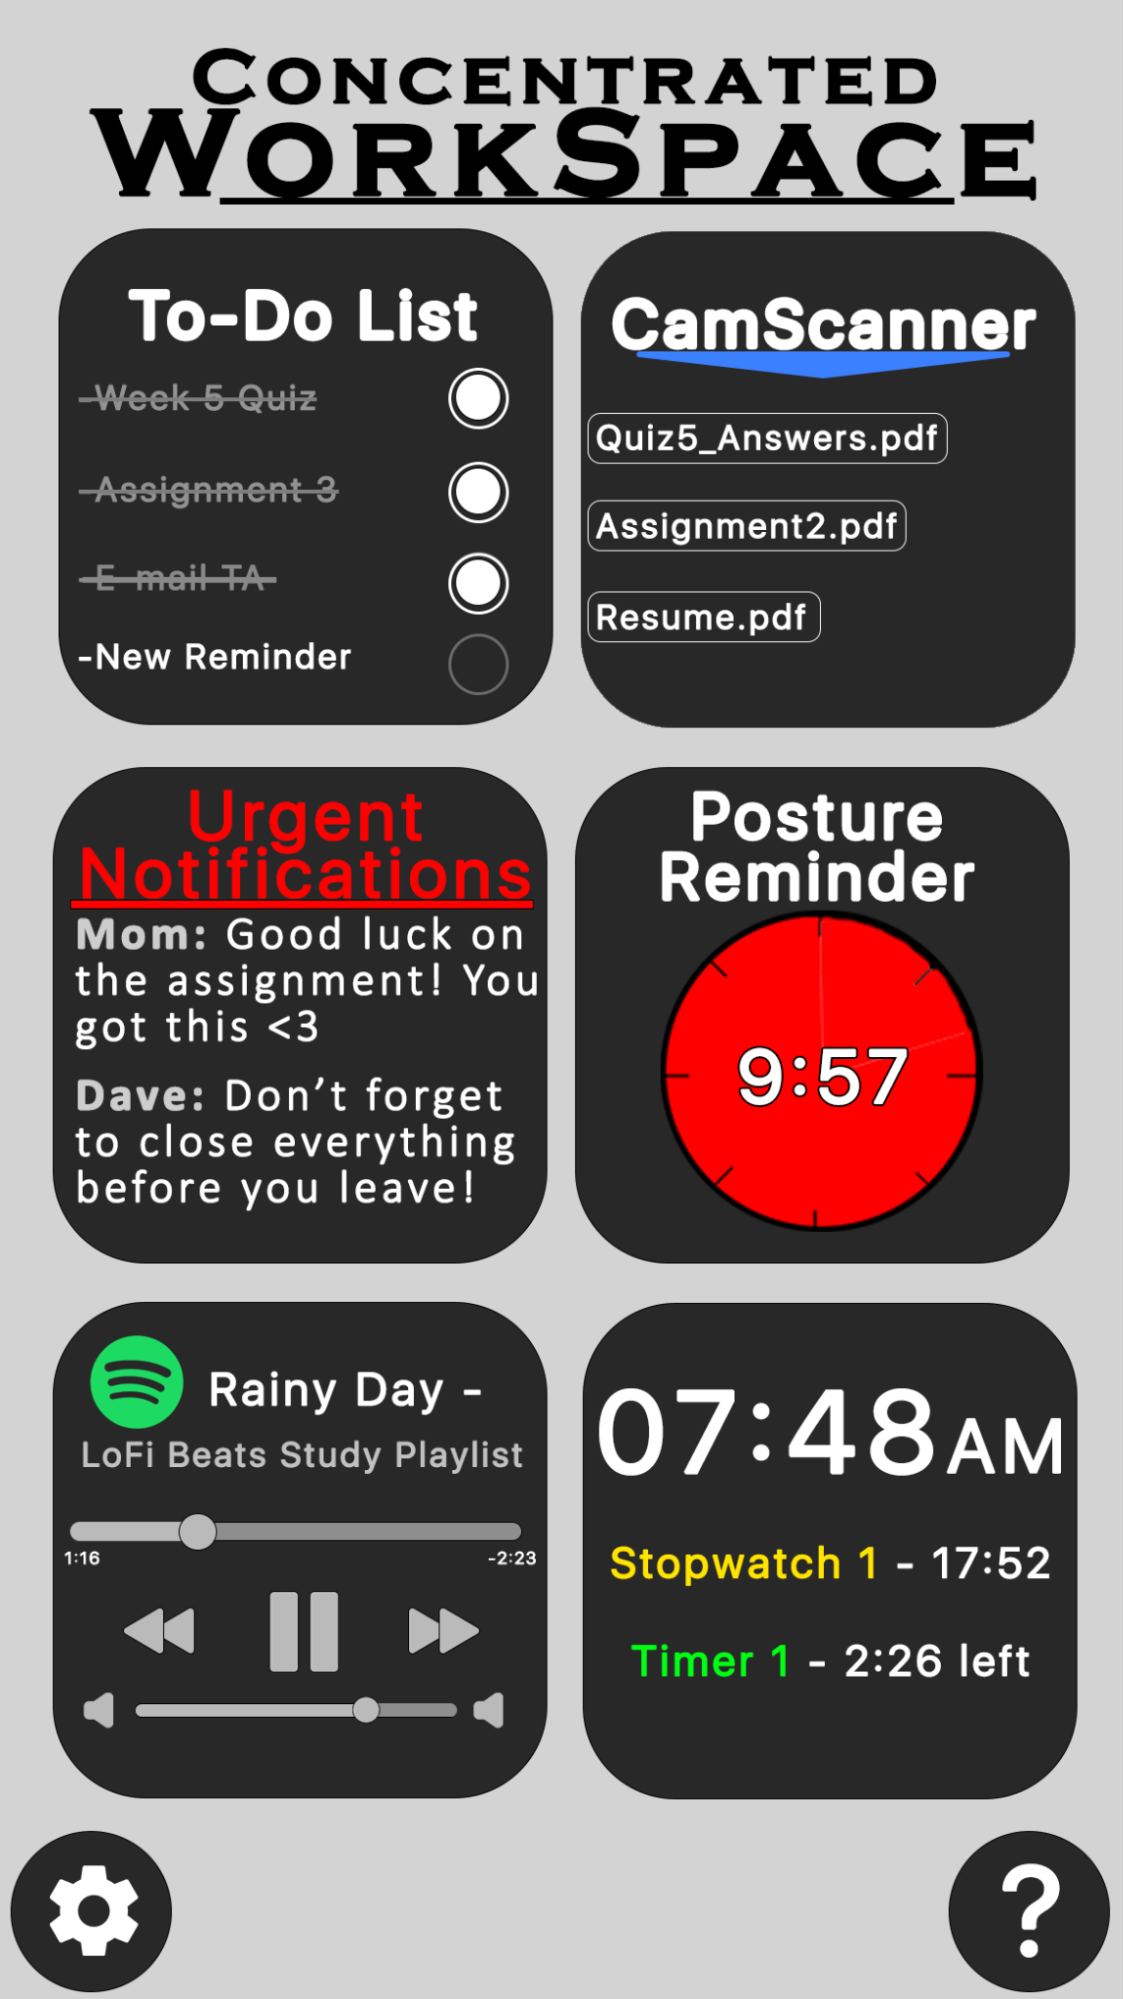 CONCENTRATED
WORKSPACE
To-Do List
-Week 5 Quiz
-Assignment 3
-E-mail TA-
-New Reminder
CamScanner
Quiz5_Answers.pdf
Assignment2.pdf
Resume.pdf
Urgent
Notifications
Mom: Good luck on
the assignment! You
got this <3
Dave: Don't forget
to close everything
before you leave!
Posture
Reminder
9:57
Rainy Day -
LoFi Beats Study Playlist
1:16 -2:23
07:48AM
Stopwatch 1 - 17:52
Timer 1 - 2:26 left
?